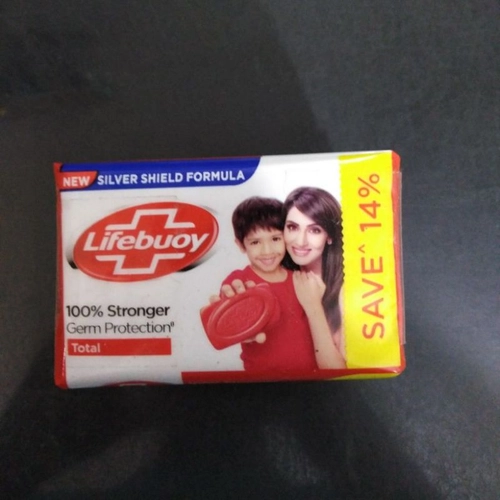 NEW SILVER SHIELD FORMULA
Lifebuoy
100% Stronger
Germ Protection#
Total
SAVE^ 14%